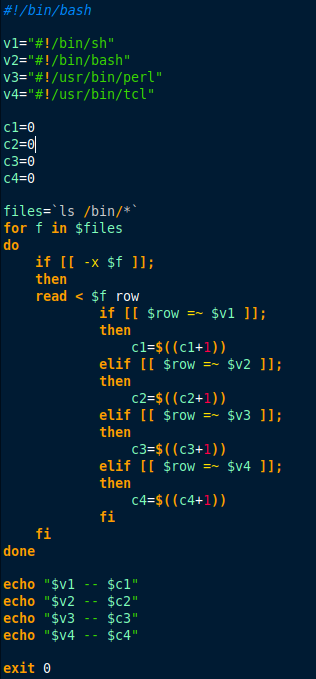 #!/bin/bash

v1="#!/bin/sh"
v2="#!/bin/bash"
v3="#!/usr/bin/perl"
v4="#!/usr/bin/tcl"

c1=0
c2=0
c3=0
c4=0

files=`ls /bin/*`
for f in $files
do
    if [[ -x $f ]];
    then
    read < $f row
            if [[ $row =~ $v1 ]];
            then
                c1=$((c1+1))
            elif [[ $row =~ $v2 ]];
            then
                c2=$((c2+1))
            elif [[ $row =~ $v3 ]];
            then
                c3=$((c3+1))
            elif [[ $row =~ $v4 ]];
            then
                c4=$((c4+1))
            fi
    fi
done

echo "$v1 -- $c1"
echo "$v2 -- $c2"
echo "$v3 -- $c3"
echo "$v4 -- $c4"

exit 0